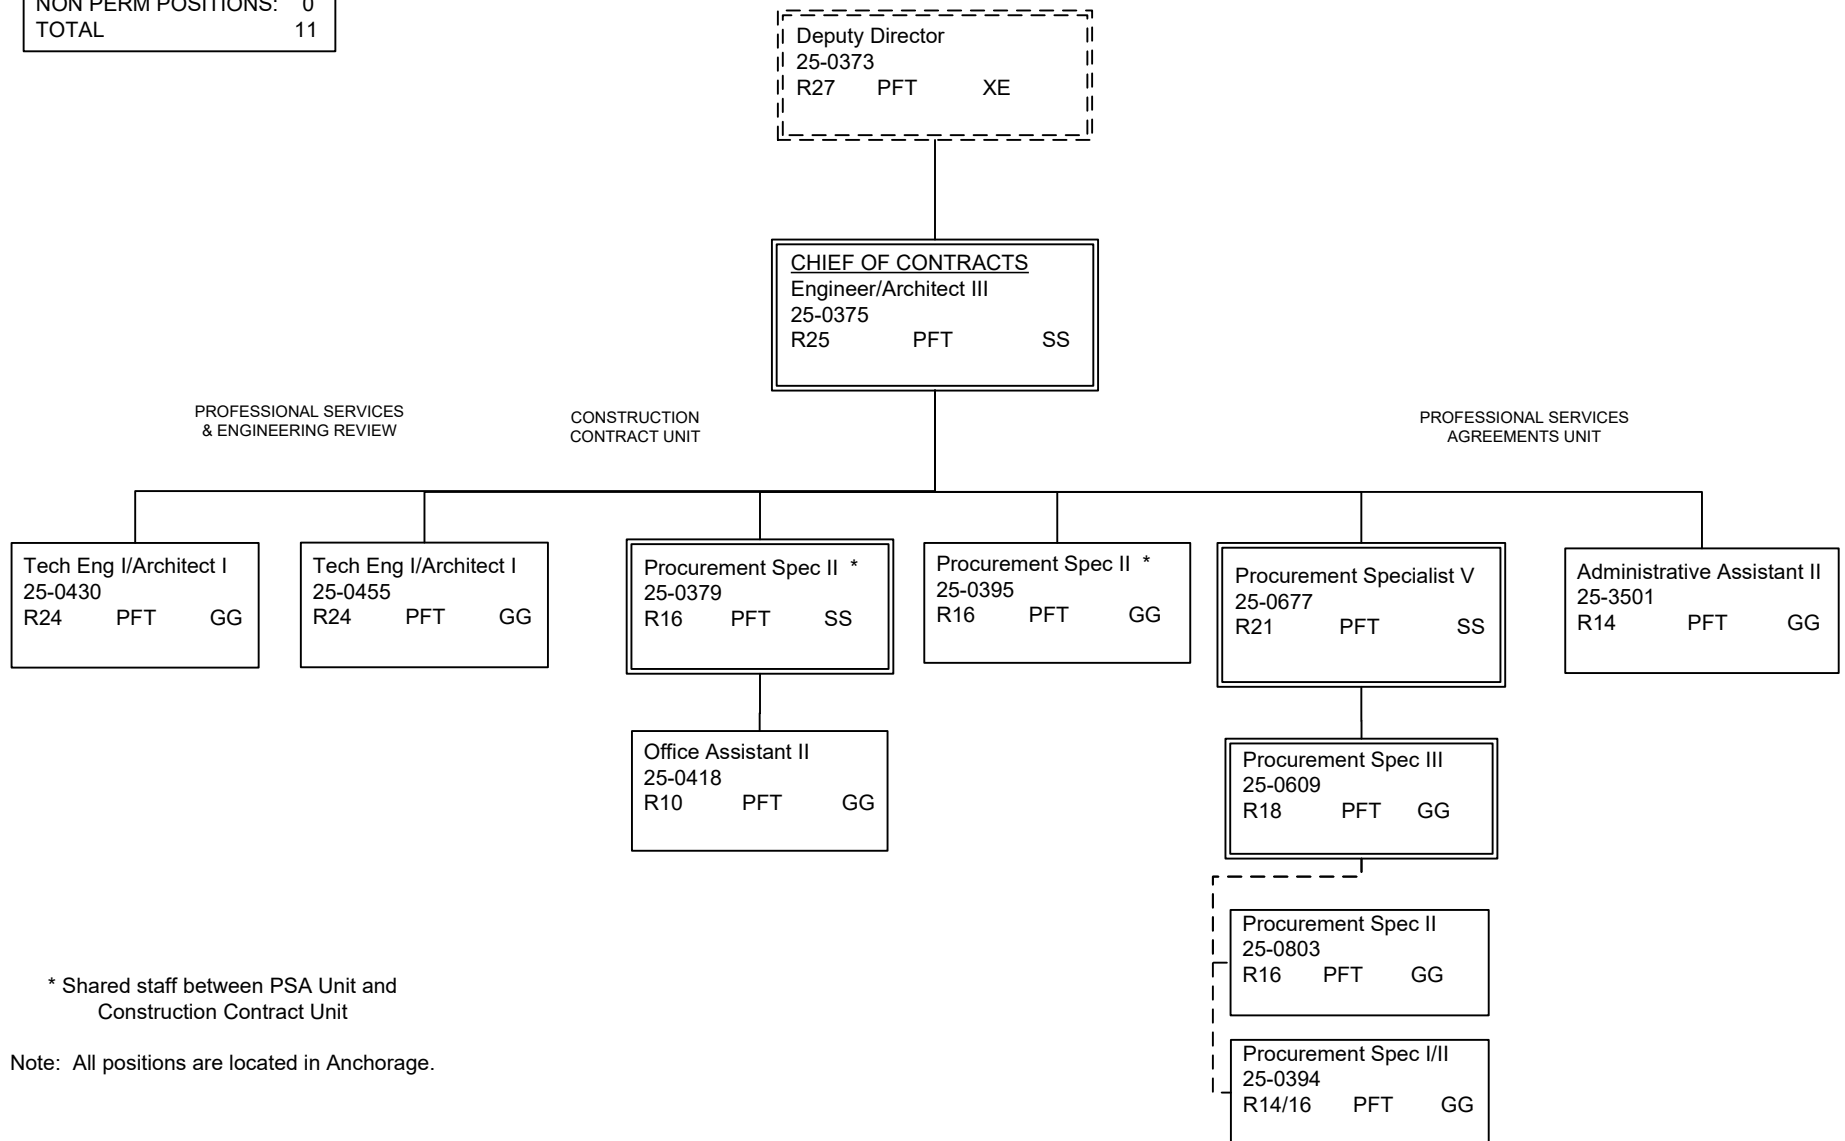 NON PERM POSITIONS: 0
TOTAL 11
Deputy Director
25-0373
R27 PFT XE
CHIEF OF CONTRACTS
Engineer/Architect III
25-0375
R25 PFT SS
PROFESSIONAL SERVICES
& ENGINEERING REVIEW
CONSTRUCTION
CONTRACT UNIT
PROFESSIONAL SERVICES
AGREEMENTS UNIT
Tech Eng I/Architect I
25-0430
R24 PFT GG
Tech Eng I/Architect I
25-0455
R24 PFT GG
Procurement Spec II *
25-0379
R16 PFT SS
Procurement Spec II *
25-0395
R16 PFT GG
Procurement Specialist V
25-0677
R21 PFT SS
Administrative Assistant II
25-3501
R14 PFT GG
Office Assistant II
25-0418
R10 PFT GG
Procurement Spec III
25-0609
R18 PFT GG
Procurement Spec II
25-0803
R16 PFT GG
Procurement Spec I/II
25-0394
R14/16 PFT GG
* Shared staff between PSA Unit and
Construction Contract Unit
Note: All positions are located in Anchorage.